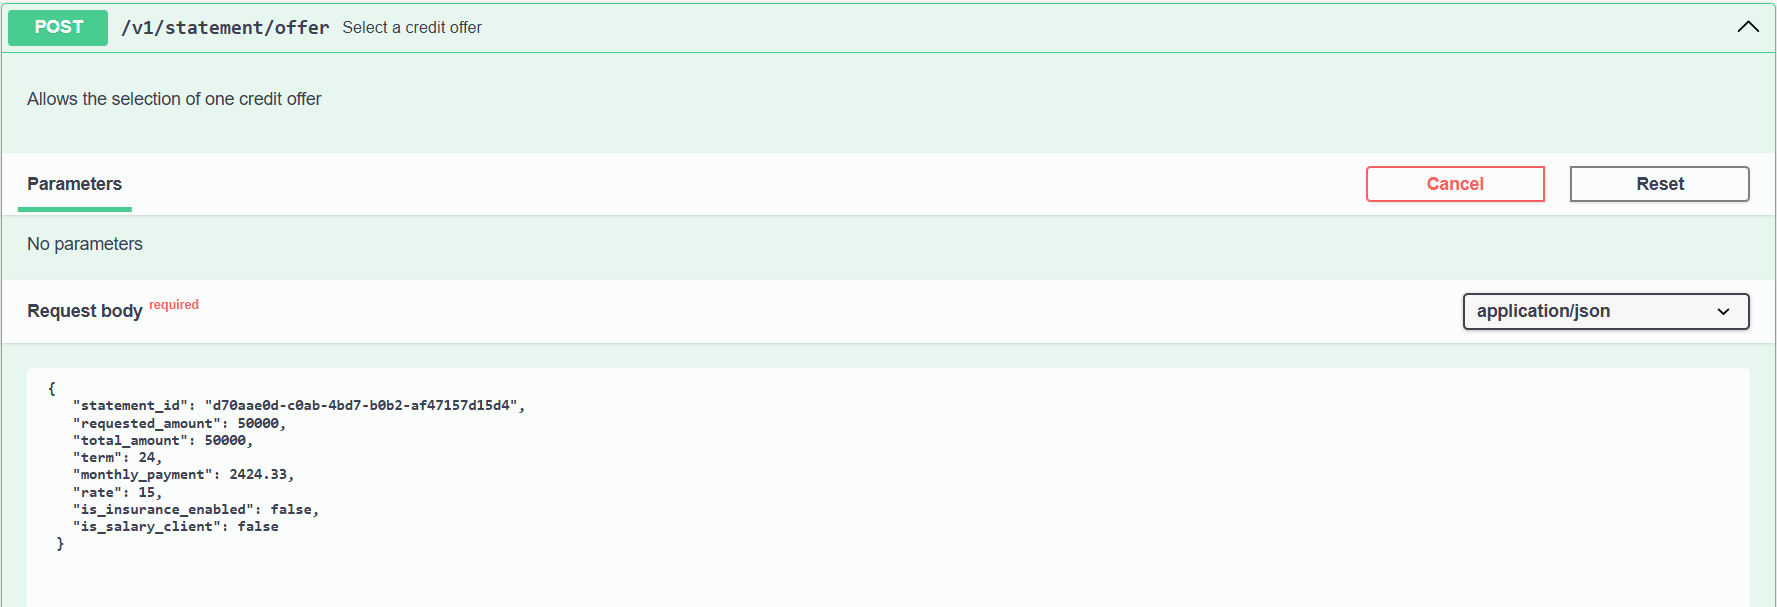 POST /v1/statement/offer Select a credit offer
Allows the selection of one credit offer
Parameters Cancel Reset
No parameters
Request body required application/json
{
"statement_id": "d70aae0d-c0ab-4bd7-b0b2-af47157d15d4",
"requested_amount": 50000,
"total_amount": 50000,
"term": 24,
"monthly_payment": 2424.33,
"rate": 15,
"is_insurance_enabled": false,
"is_salary_client": false
}